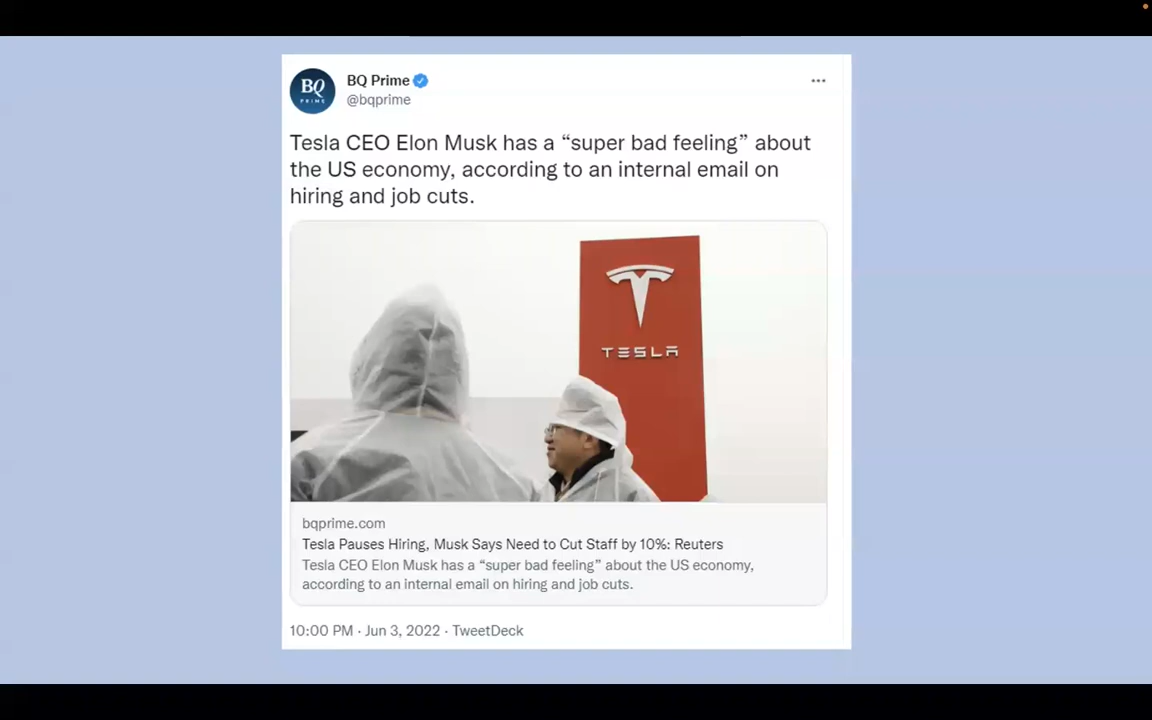 BQ
PRIME
BQ Prime
@bqprime
Tesla CEO Elon Musk has a “super bad feeling” about
the US economy, according to an internal email on
hiring and job cuts.
TESLA
bqprime.com
Tesla Pauses Hiring, Musk Says Need to Cut Staff by 10%: Reuters
Tesla CEO Elon Musk has a “super bad feeling” about the US economy,
according to an internal email on hiring and job cuts.
10:00 PM · Jun 3, 2022 · TweetDeck